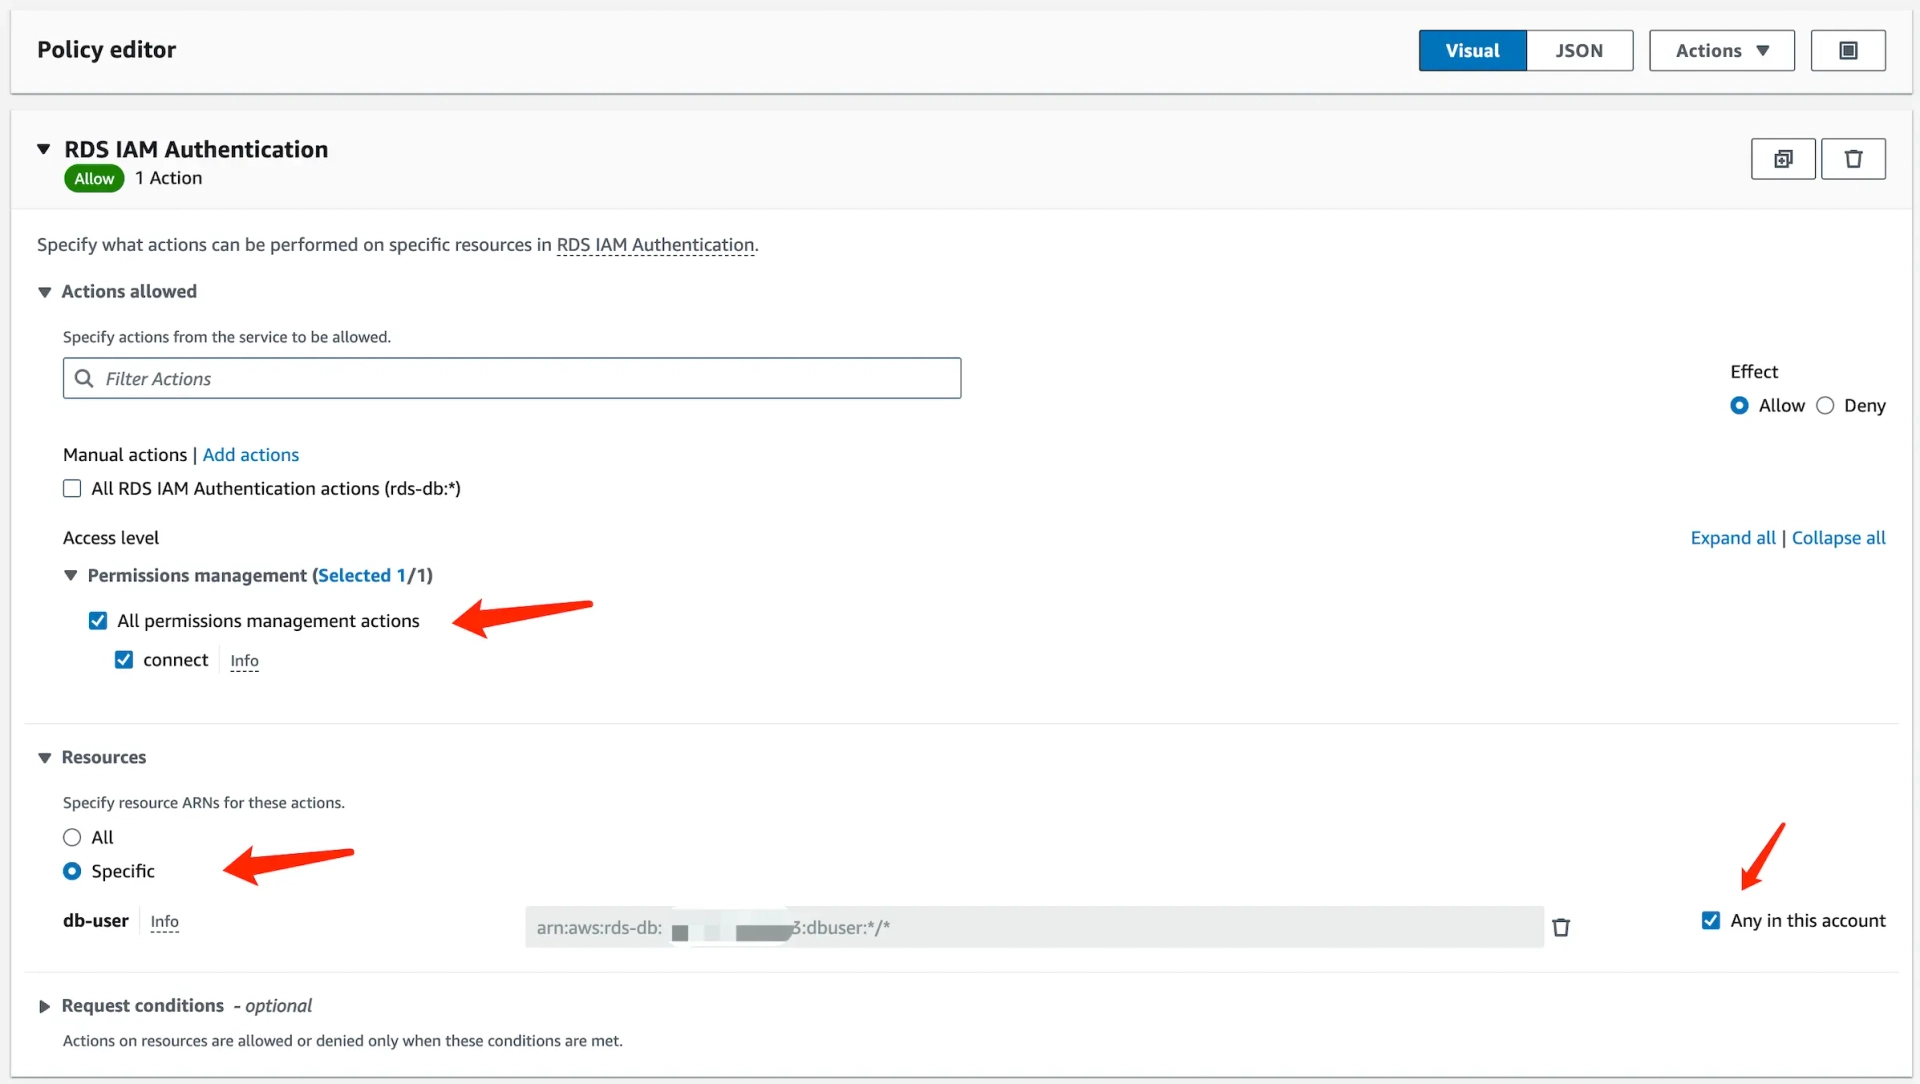 Policy editor
Visual
JSON
Actions
RDS IAM Authentication
Allow
1 Action
Specify what actions can be performed on specific resources in RDS IAM Authentication.
Actions allowed
Specify actions from the service to be allowed.
Filter Actions
Effect
Allow
Deny
Manual actions | Add actions
All RDS IAM Authentication actions (rds-db:*)
Access level
Expand all | Collapse all
Permissions management (Selected 1/1)
All permissions management actions
connect
Info
Resources
Specify resource ARNs for these actions.
All
Specific
db-user
Info
arn:aws:rds-db: 3:dbuser:*/*
Any in this account
Request conditions - optional
Actions on resources are allowed or denied only when these conditions are met.